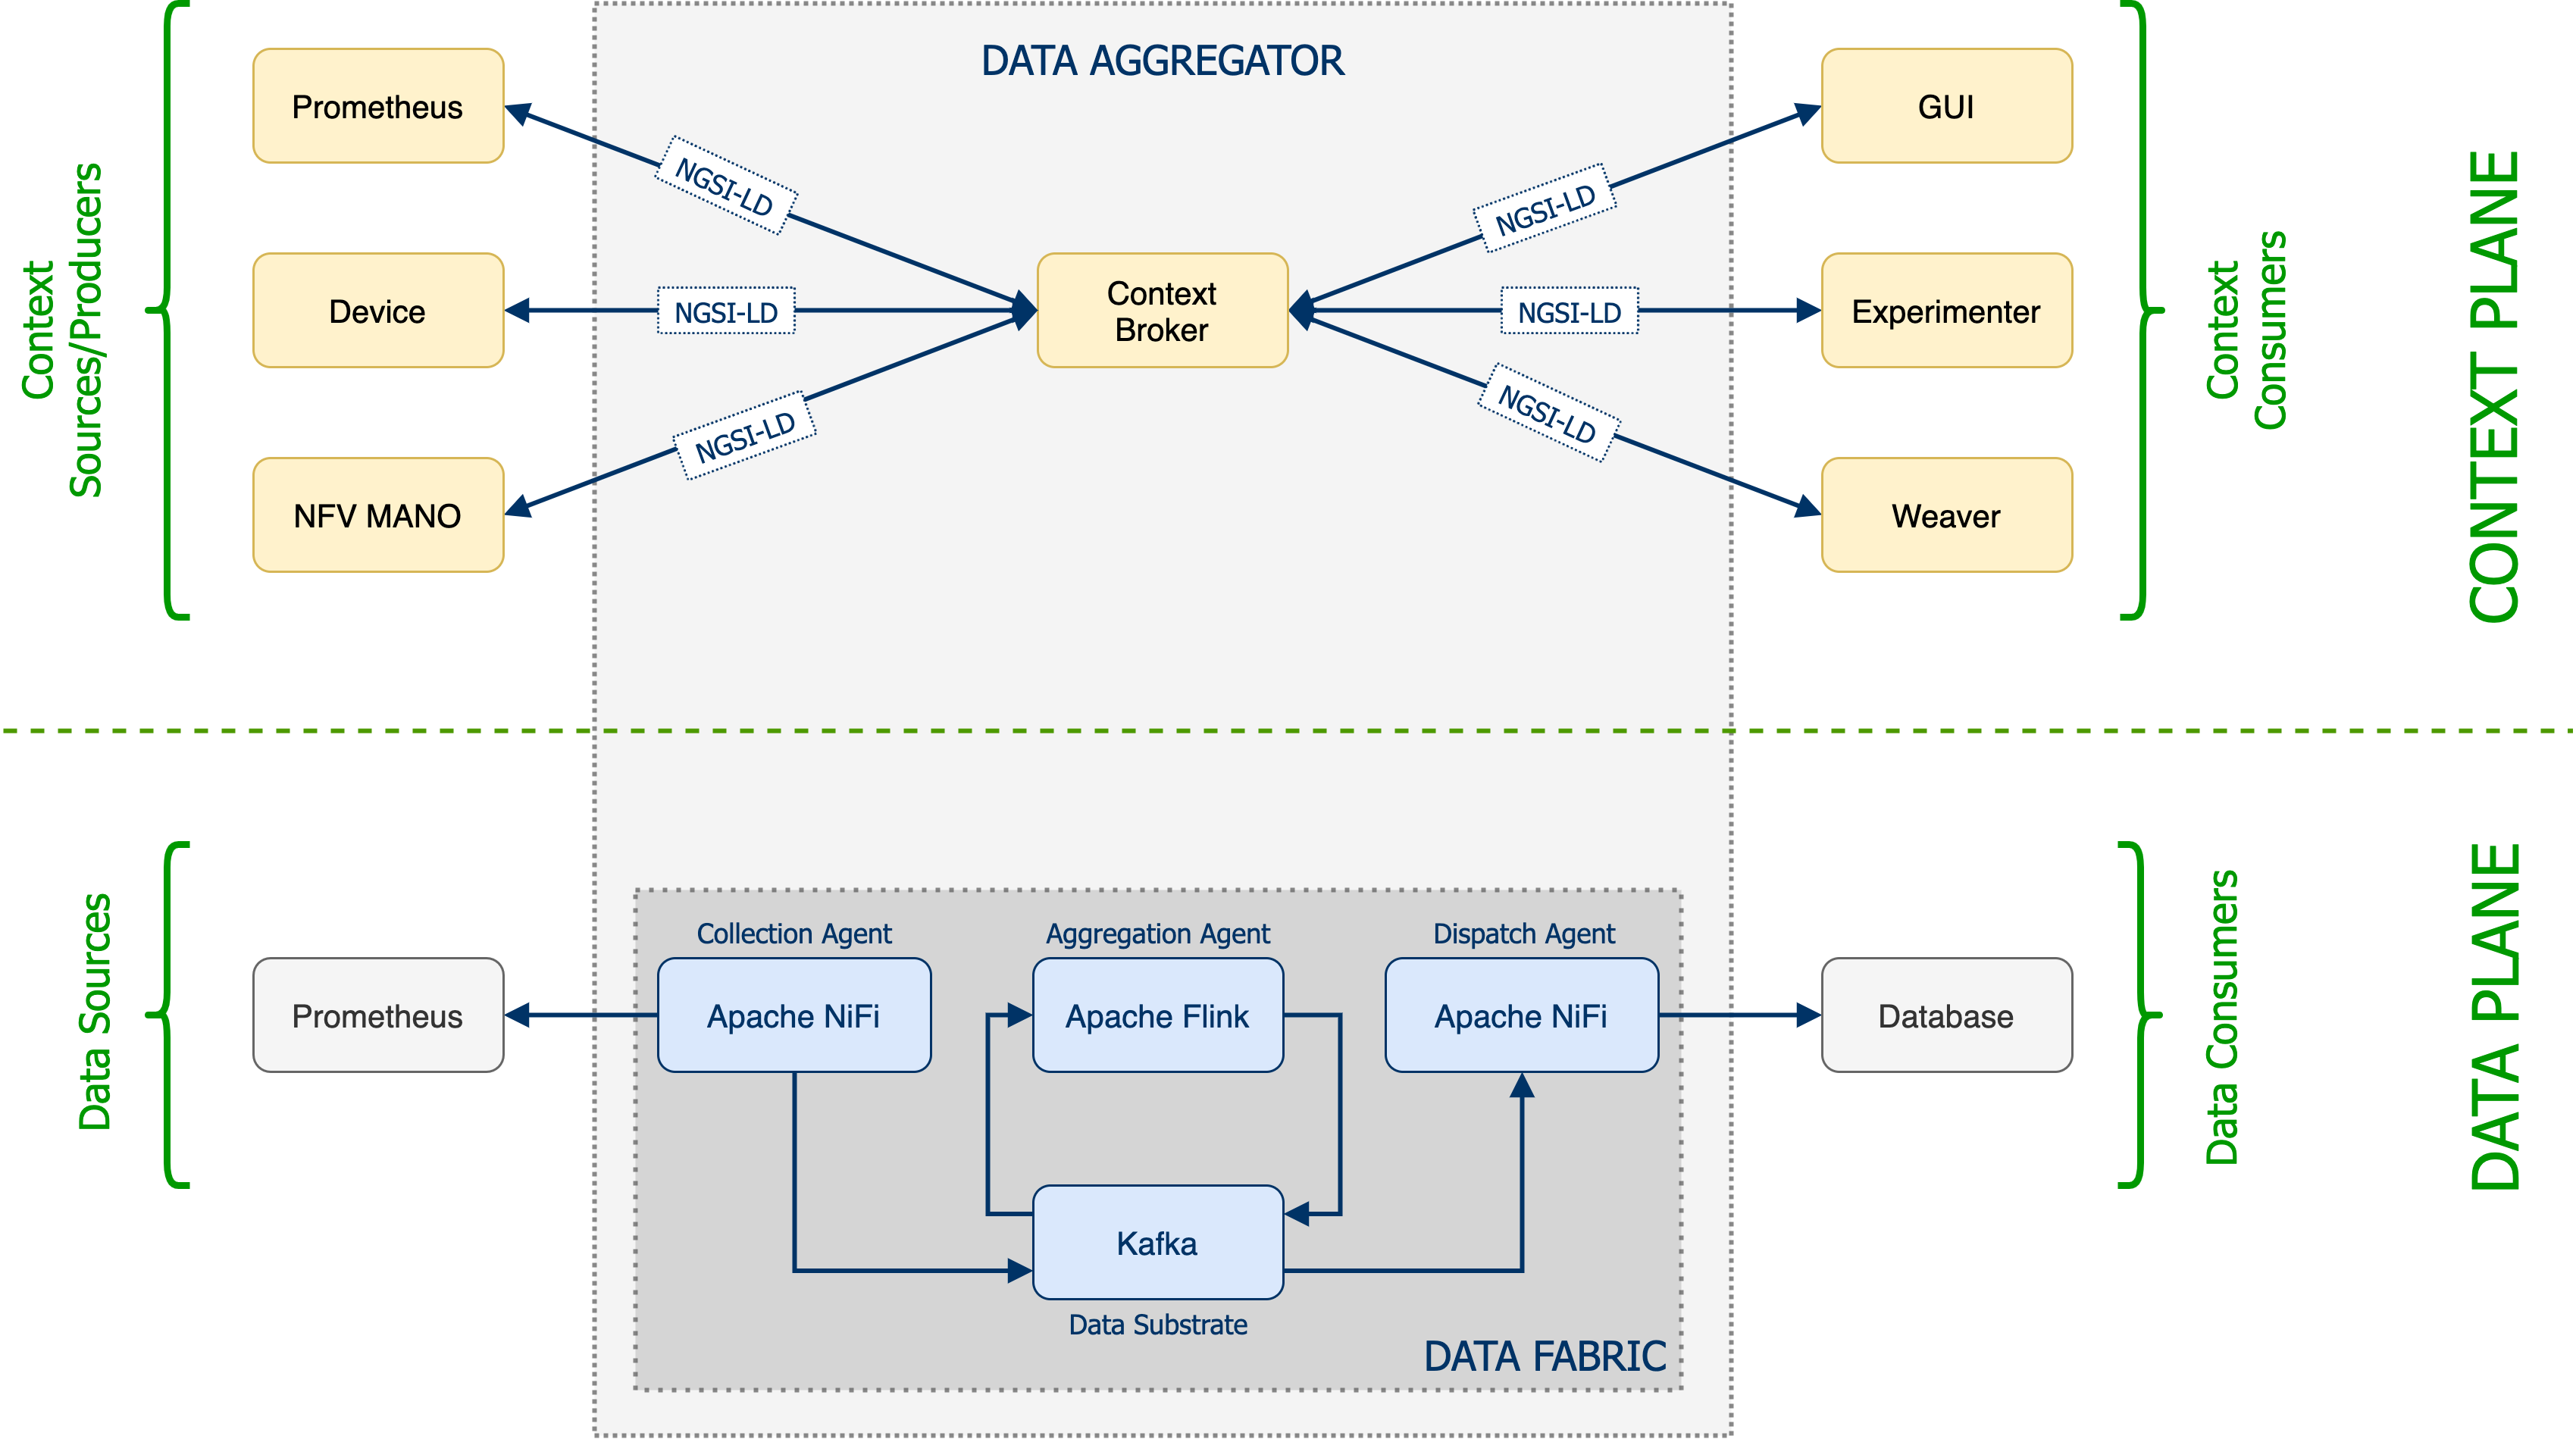 DATA AGGREGATOR
Context
Sources/Producers
Prometheus
Device
NFV MANO
NGSI-LD
NGSI-LD
NGSI-LD
Context
Broker
NGSI-LD
NGSI-LD
NGSI-LD
GUI
Experimenter
Weaver
Context
Consumers
CONTEXT PLANE
Data Sources
Prometheus
Collection Agent
Apache NiFi
Aggregation Agent
Apache Flink
Dispatch Agent
Apache NiFi
Kafka
Data Substrate
DATA FABRIC
Database
Data Consumers
DATA PLANE